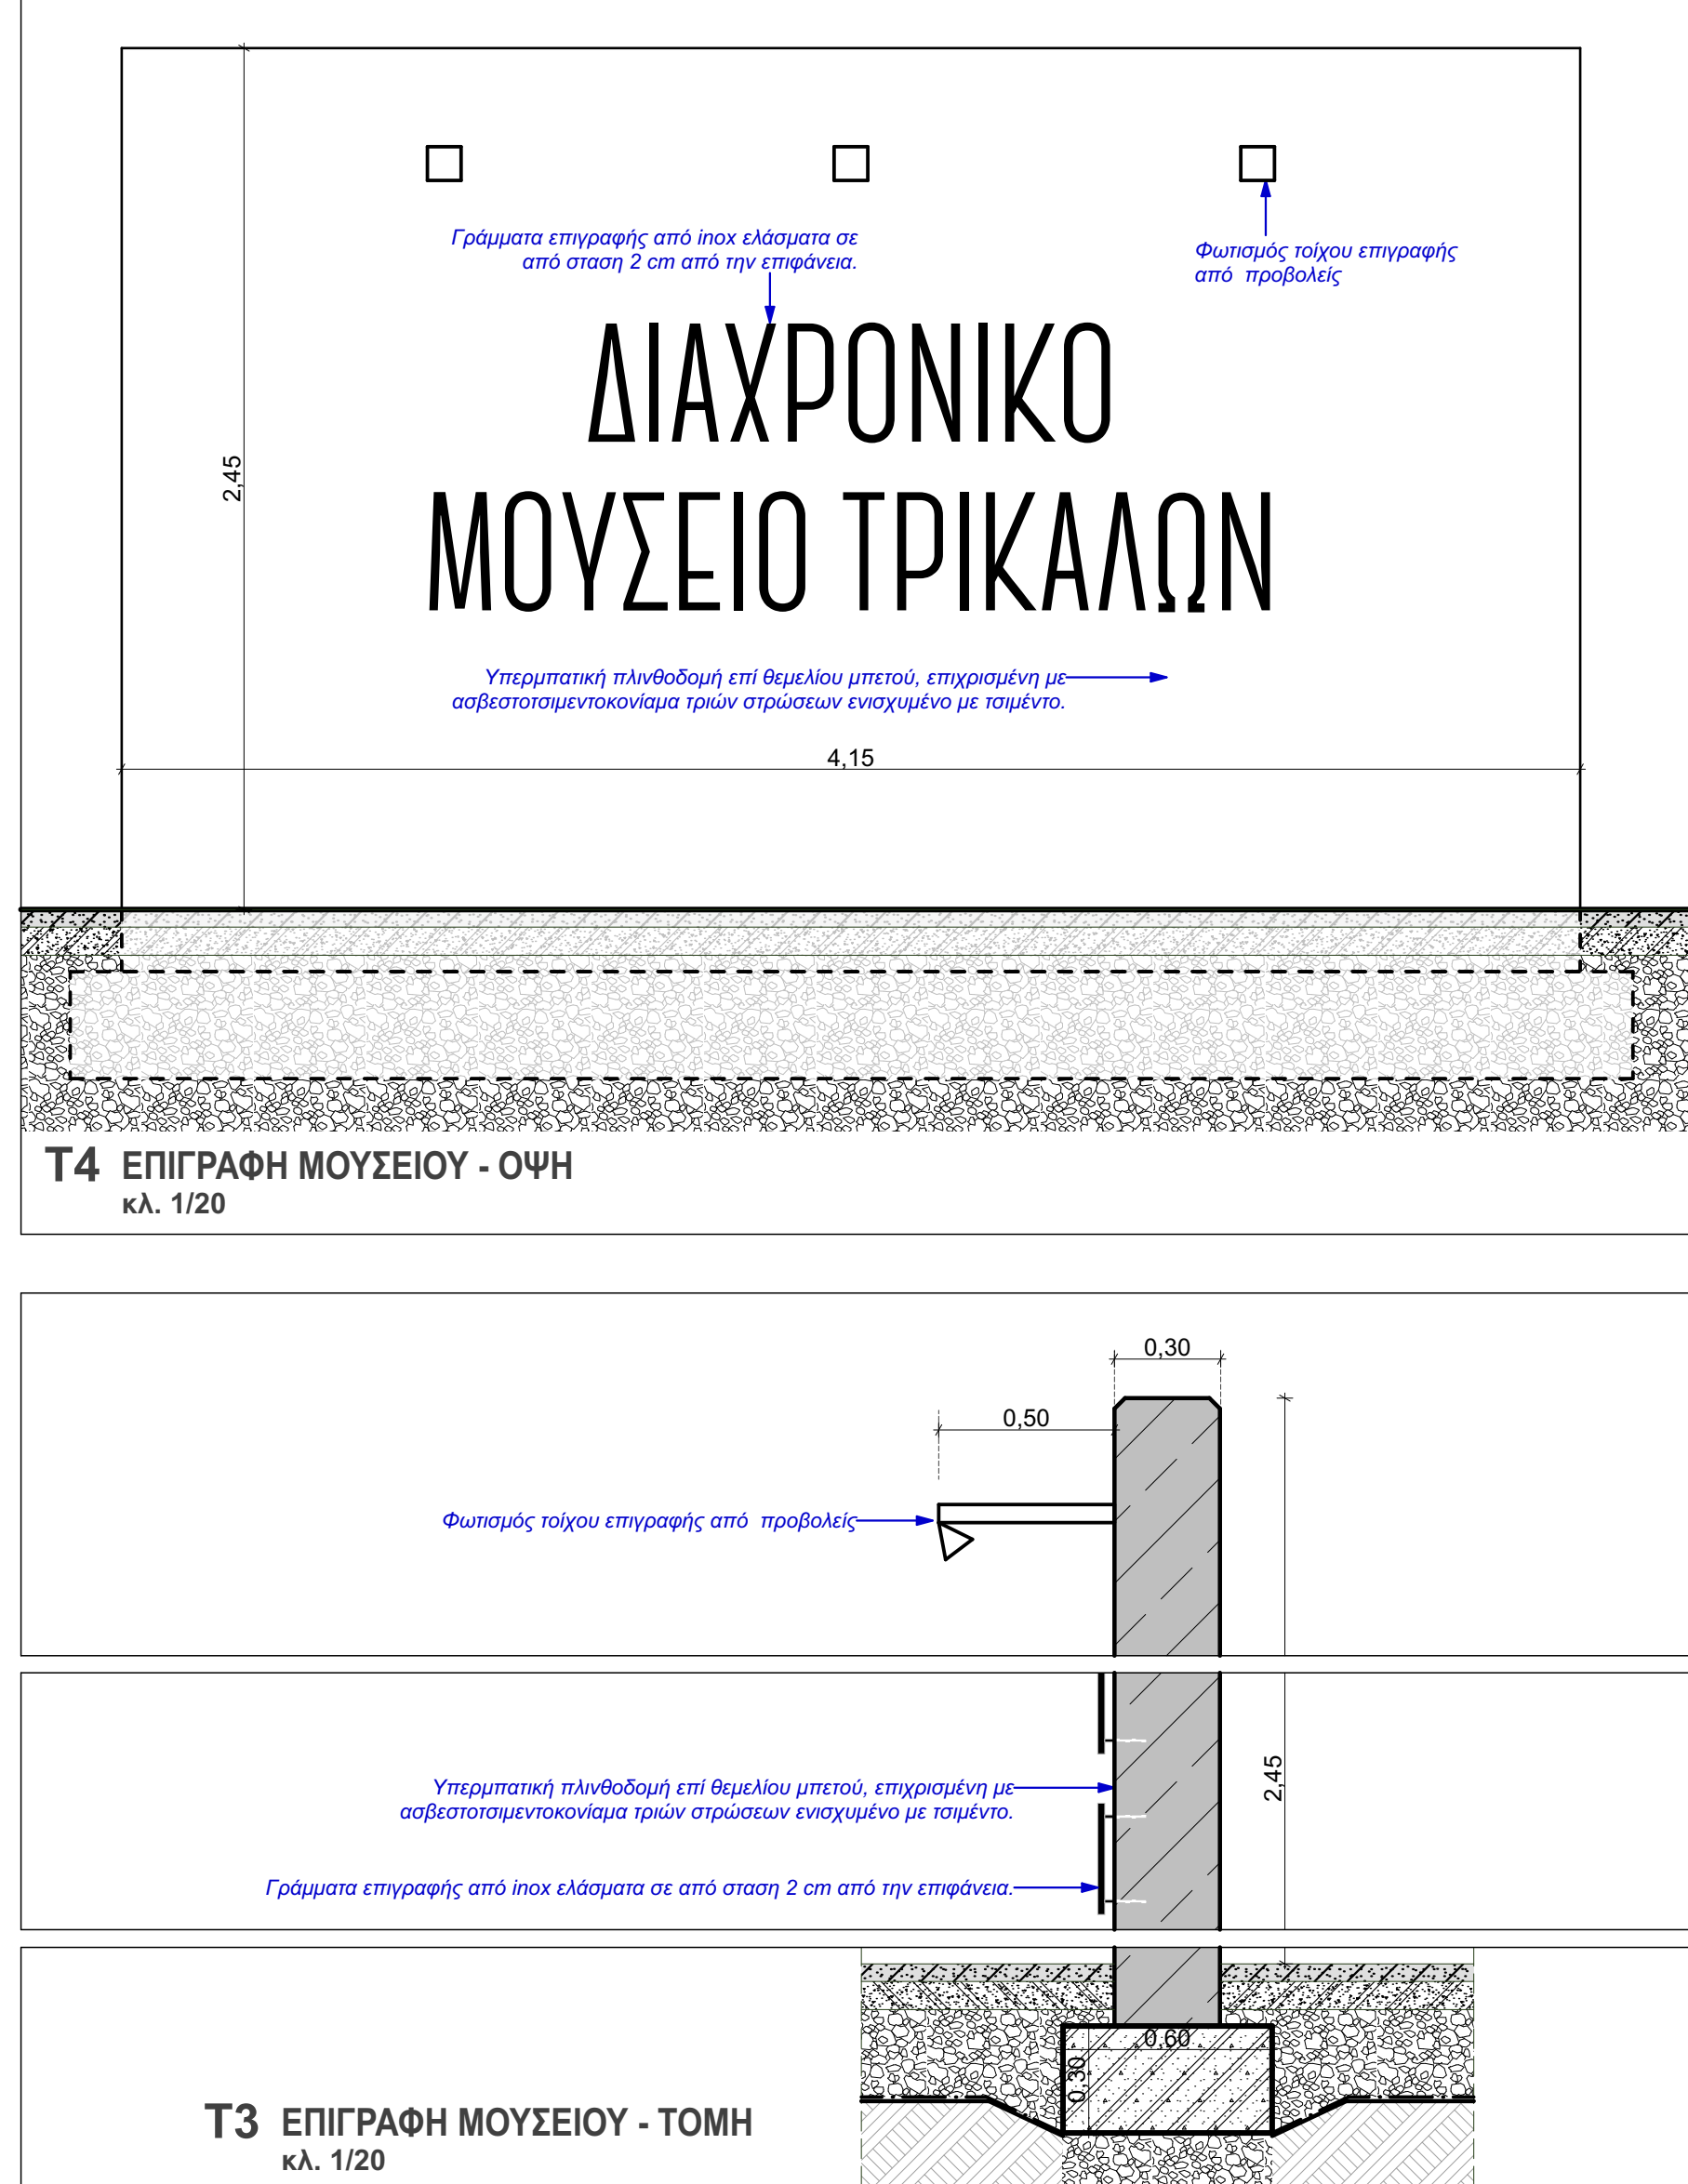 Γράμματα επιγραφής από inox ελάσματα σε
από σταση 2 cm από την επιφάνεια.
Φωτισμός τοίχου επιγραφής
από προβολείς
ΔΙΑΧΡΟΝΙΚΟ
ΜΟΥΣΕΙΟ ΤΡΙΚΑΛΩΝ
2,45
Υπερμπατική πλινθοδομή επί θεμελίου μπετού, επιχρισμένη με
ασβεστοτσιμεντοκονίαμα τριών στρώσεων ενισχυμένο με τσιμέντο.
4,15
T4 ΕΠΙΓΡΑΦΗ ΜΟΥΣΕΙΟΥ - ΟΨΗ
κλ. 1/20
0,30
0,50
Φωτισμός τοίχου επιγραφής από προβολείς
2,45
Υπερμπατική πλινθοδομή επί θεμελίου μπετού, επιχρισμένη με
ασβεστοτσιμεντοκονίαμα τριών στρώσεων ενισχυμένο με τσιμέντο.
Γράμματα επιγραφής από inox ελάσματα σε από σταση 2 cm από την επιφάνεια.
0,60
0,30
T3 ΕΠΙΓΡΑΦΗ ΜΟΥΣΕΙΟΥ - ΤΟΜΗ
κλ. 1/20